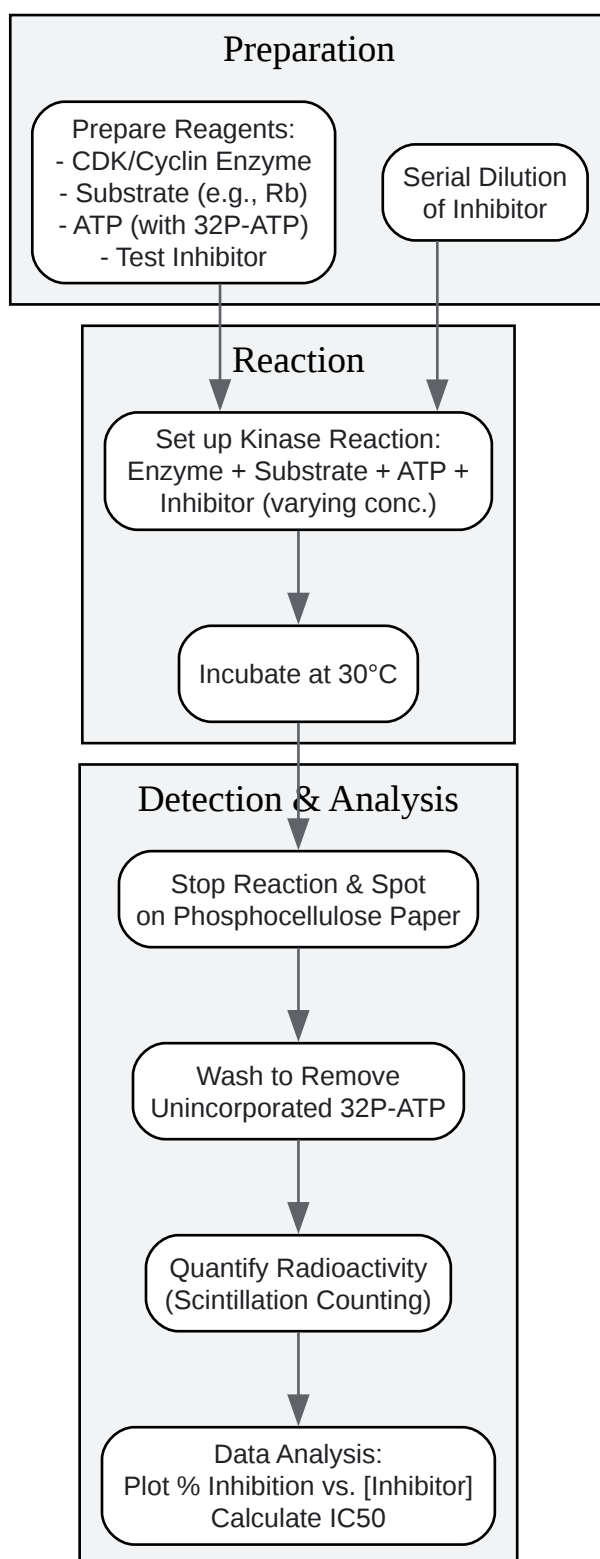 Preparation
Prepare Reagents:
- CDK/Cyclin Enzyme
- Substrate (e.g., Rb)
- ATP (with 32P-ATP)
- Test Inhibitor
Serial Dilution
of Inhibitor
Reaction
Set up Kinase Reaction:
Enzyme + Substrate + ATP +
Inhibitor (varying conc.)
Incubate at 30°C
Detection & Analysis
Stop Reaction & Spot
on Phosphocellulose Paper
Wash to Remove
Unincorporated 32P-ATP
Quantify Radioactivity
(Scintillation Counting)
Data Analysis:
Plot % Inhibition vs. [Inhibitor]
Calculate IC50